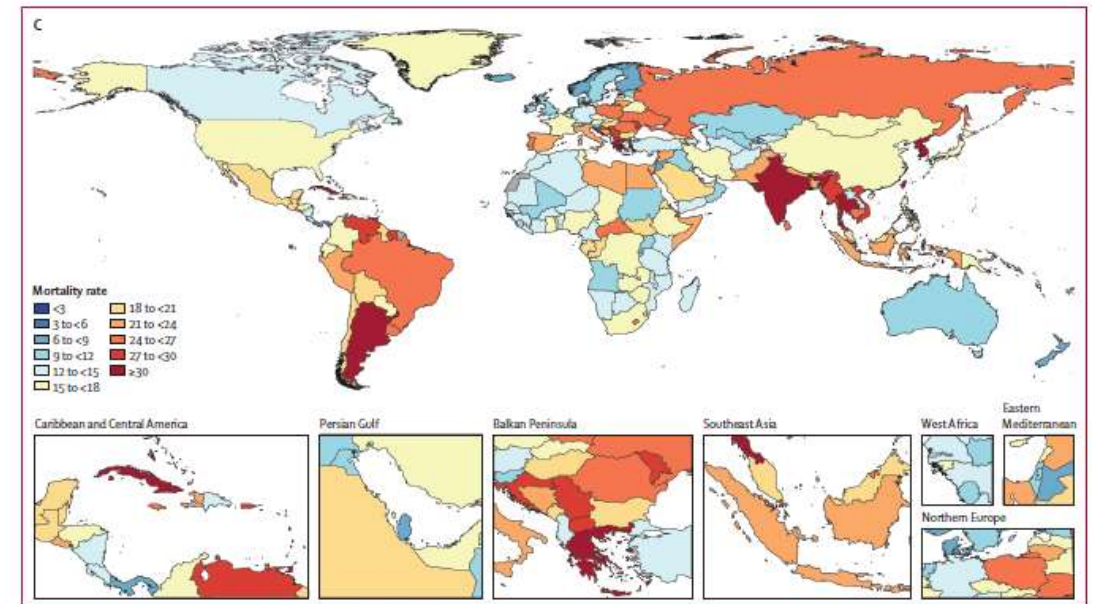 C
Mortality rate
<3
3 to <6
6 to <9
9 to <12
12 to <15
15 to <18
18 to <21
21 to <24
24 to <27
27 to <30
≥30
Caribbean and Central America
Persian Gulf
Balkan Peninsula
Southeast Asia
West Africa
Eastern
Mediterranean
Northern Europe